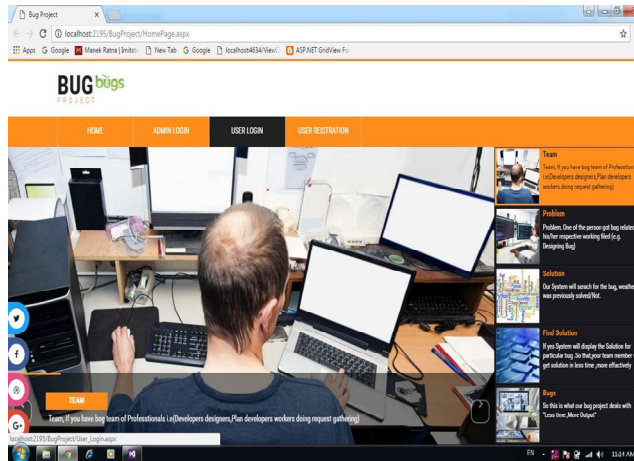 Bug Project
localhost:2195/BugProject/HomePage.aspx
Apps G Google Manek Ratna | Imitati New Tab G Google localhost:4634/ViewC ASP.NET GridView Fo
BUG bugs
PROJECT
HOME ADMIN LOGIN USER LOGIN USER REISTRATION
Team
Team, If you have bog team of Profession
i.e(Developers designers,Plan developers
workers doing request gathering)
Problem
Problem, One of the person got bug related
his/her respective working filed (e.g.
Designing Bug)
Solution
Our System will serach for the bug, weathe
was previously solved/Not.
Find Solution
If yes System will display the Solution for
particular bug .So that,your team member
get solution in less time ,more effactively
Bugs
So this is what our bug project deals with
"Less time ,More Output"
TEAM
Team, If you have bog team of Professionals i.e(Developers designers,Plan developers workers doing request gathering)
localhost:2195/BugProject/User_Login.aspx
EN 11:14 AM